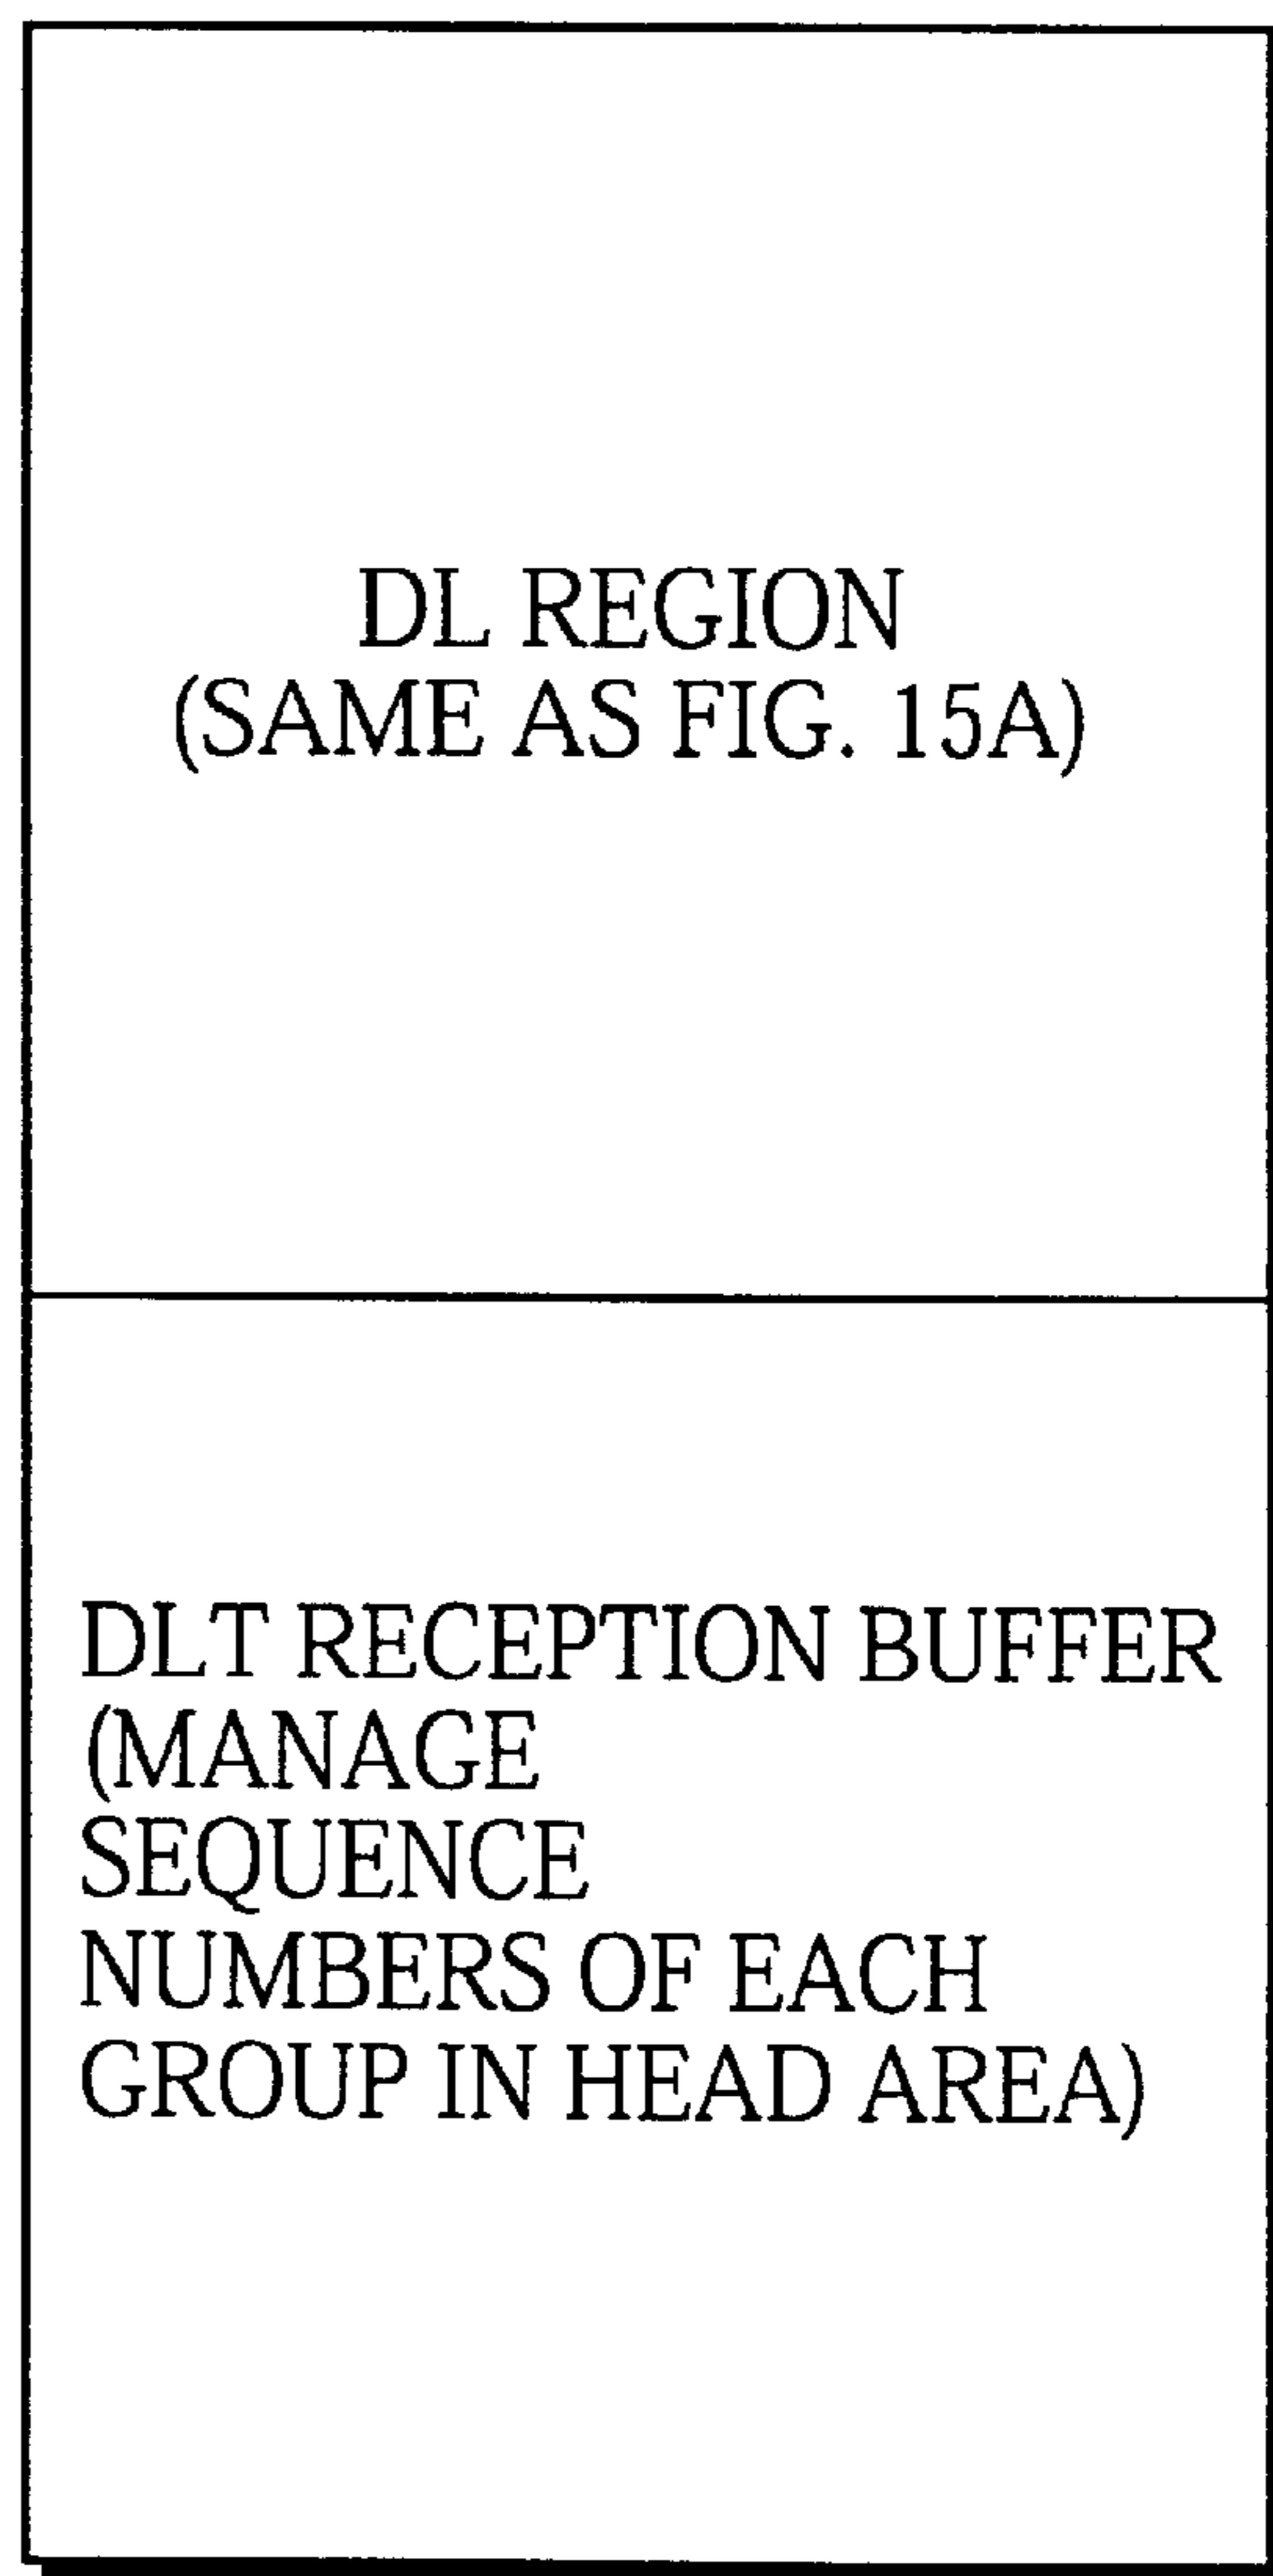 DL REGION
(SAME AS FIG. 15A)
DLT RECEPTION BUFFER
(MANAGE
SEQUENCE
NUMBERS OF EACH
GROUP IN HEAD AREA)